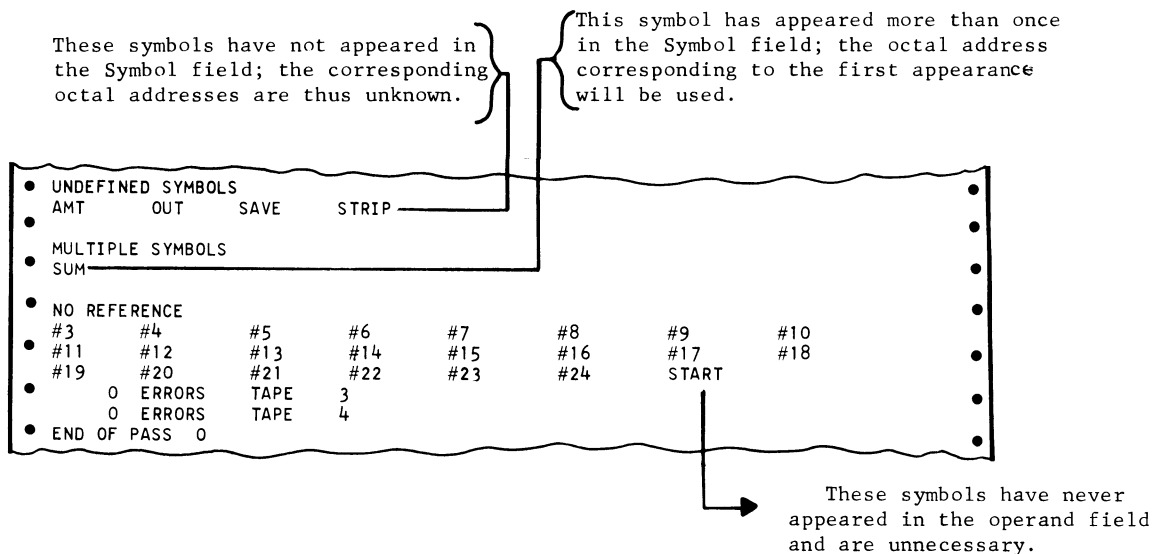 These symbols have not appeared in
the Symbol field; the corresponding
octal addresses are thus unknown.
This symbol has appeared more than once
in the Symbol field; the octal address
corresponding to the first appearance
will be used.
UNDEFINED SYMBOLS
AMT OUT SAVE STRIP
MULTIPLE SYMBOLS
SUM
NO REFERENCE
#3 #4 #5 #6 #7 #8 #9 #10
#11 #12 #13 #14 #15 #16 #17 #18
#19 #20 #21 #22 #23 #24 START
0 ERRORS TAPE 3
0 ERRORS TAPE 4
END OF PASS 0
These symbols have never
appeared in the operand field
and are unnecessary.